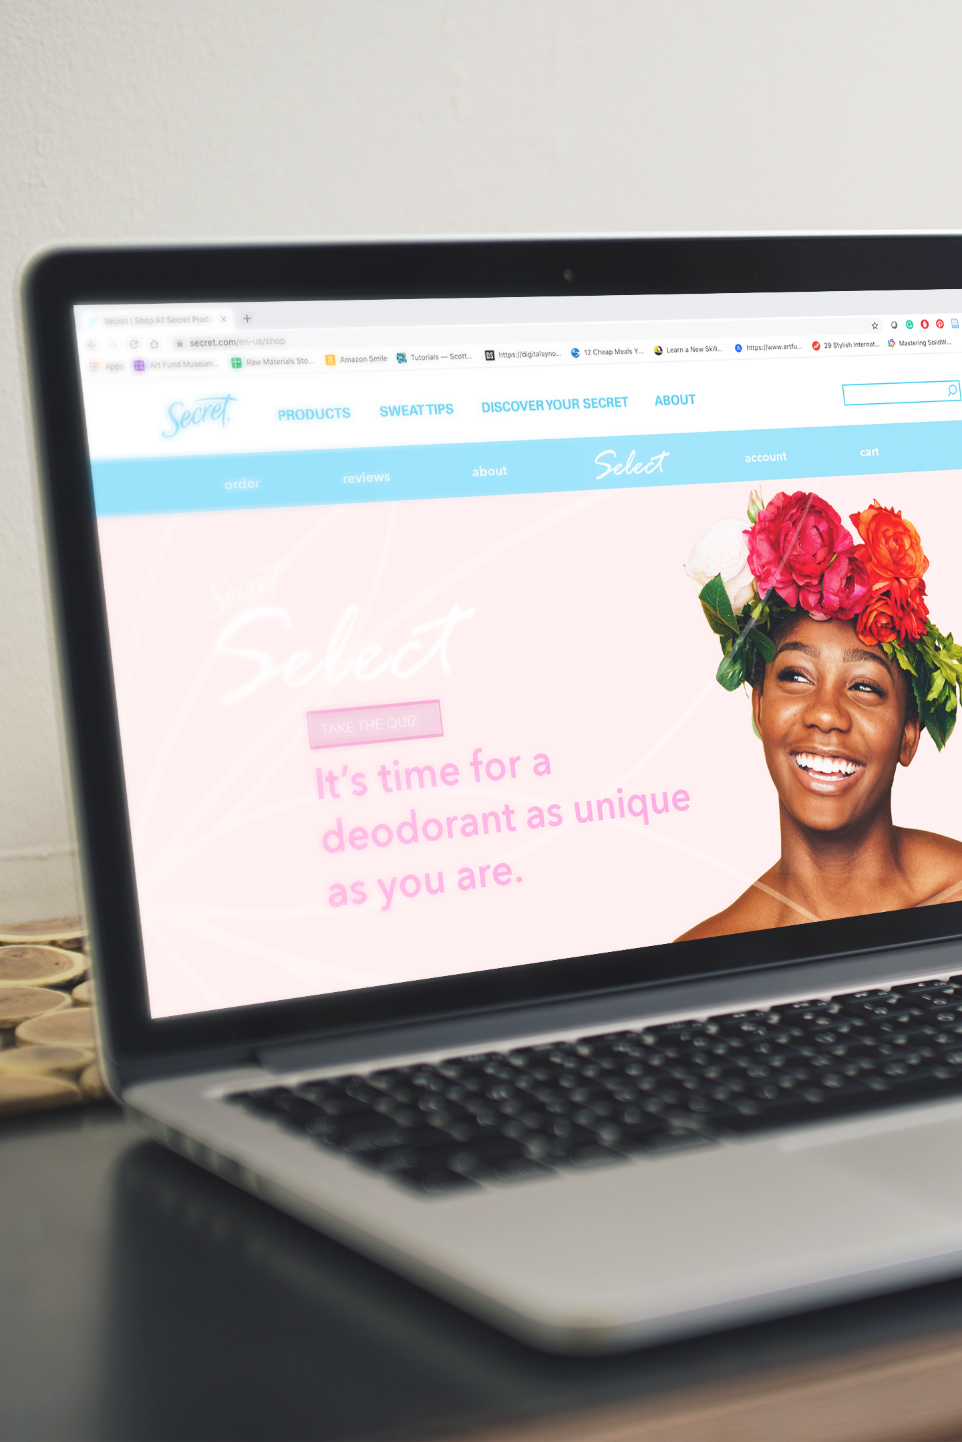 Secret | Shop All Secret Prod
secret.com/en-us/shop
Apps Art Fund Museum... Raw Materials Sto... Amazon Smile Tutorials — Scott... DS https://digitalsyno... 12 Cheap Meals Y... Learn a New Skill... https://www.artfu... 29 Stylish Internat... Mastering SolidW...
Secret. PRODUCTS SWEAT TIPS DISCOVER YOUR SECRET ABOUT
order reviews about Select account cart
Secret
Select
TAKE THE QUIZ
It's time for a
deodorant as unique
as you are.